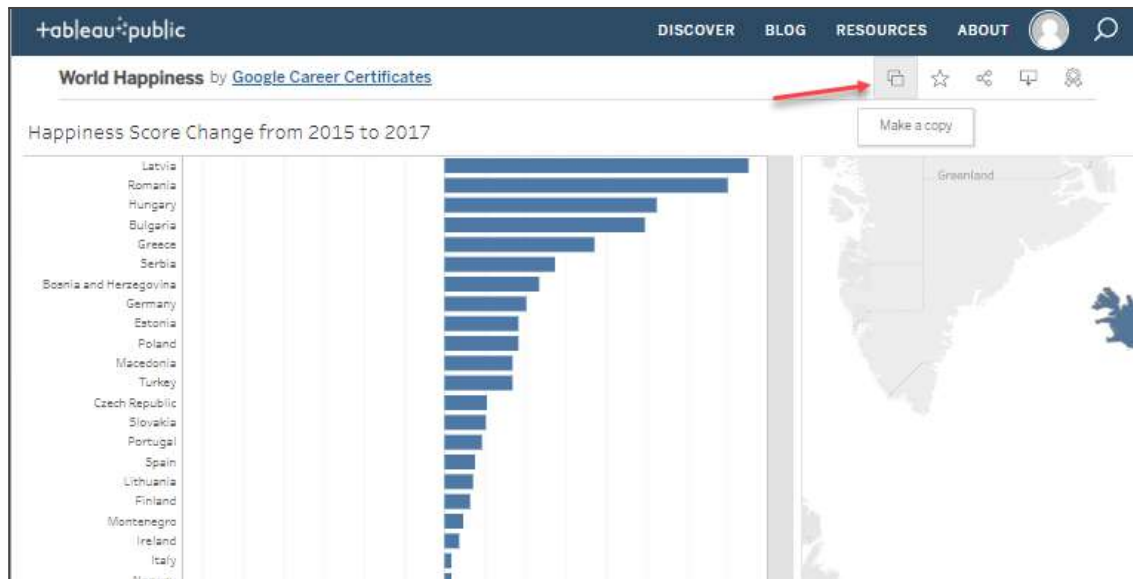 +ableau public
DISCOVER BLOG RESOURCES ABOUT
World Happiness by Google Career Certificates
Make a copy
Happiness Score Change from 2015 to 2017
Latvia
Romania
Hungary
Bulgaria
Greece
Serbia
Bosnia and Herzegovina
Germany
Estonia
Poland
Macedonia
Turkey
Czech Republic
Slovakia
Portugal
Spain
Lithuania
Finland
Montenegro
Ireland
Italy
Greenland